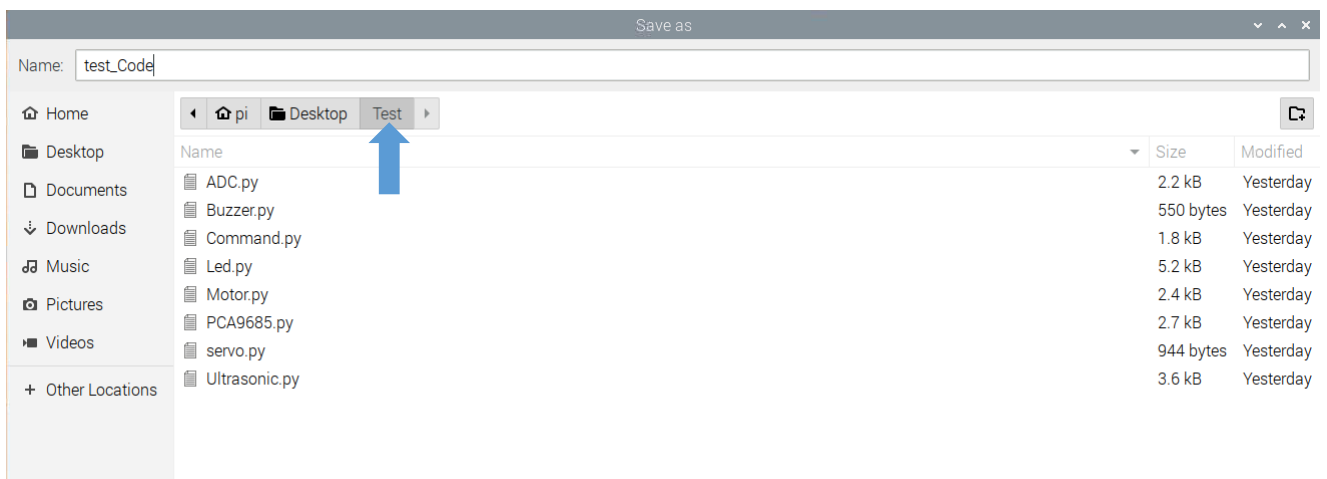 Save as
Name: test_Code
Home
Desktop
Documents
Downloads
Music
Pictures
Videos
+ Other Locations
pi Desktop Test
Name Size Modified
ADC.py 2.2 kB Yesterday
Buzzer.py 550 bytes Yesterday
Command.py 1.8 kB Yesterday
Led.py 5.2 kB Yesterday
Motor.py 2.4 kB Yesterday
PCA9685.py 2.7 kB Yesterday
servo.py 944 bytes Yesterday
Ultrasonic.py 3.6 kB Yesterday